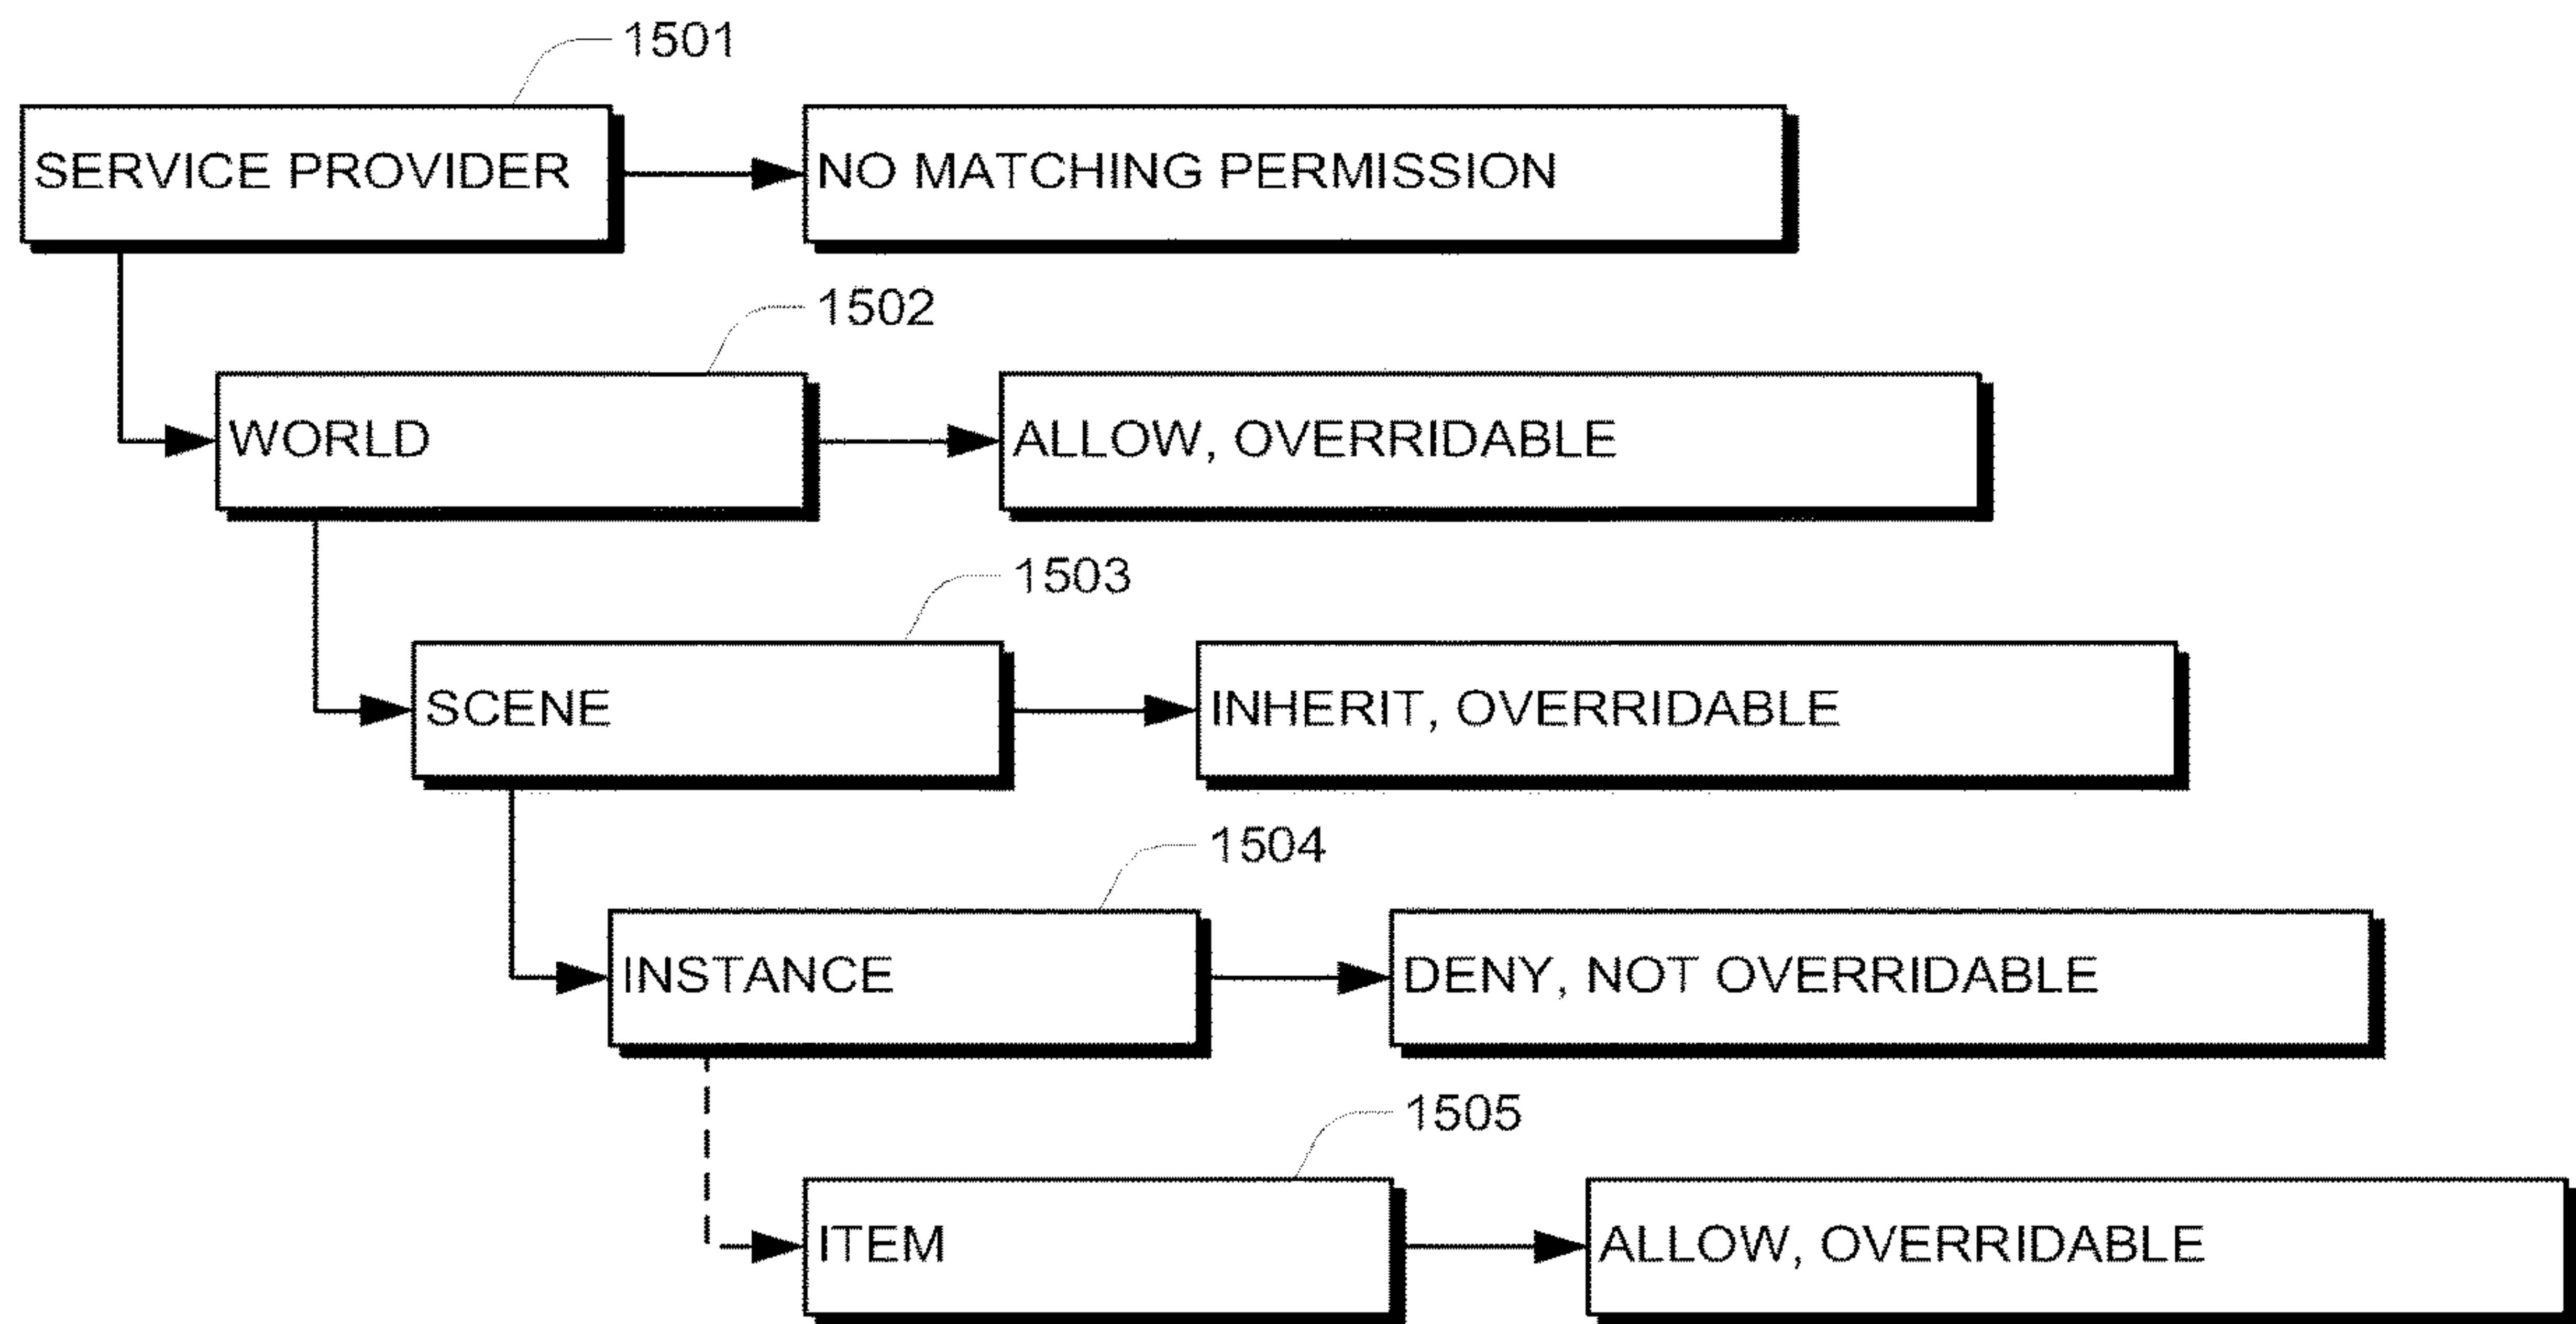 1501
SERVICE PROVIDER
NO MATCHING PERMISSION
1502
WORLD
ALLOW, OVERRIDABLE
1503
SCENE
INHERIT, OVERRIDABLE
1504
INSTANCE
DENY, NOT OVERRIDABLE
1505
ITEM
ALLOW, OVERRIDABLE